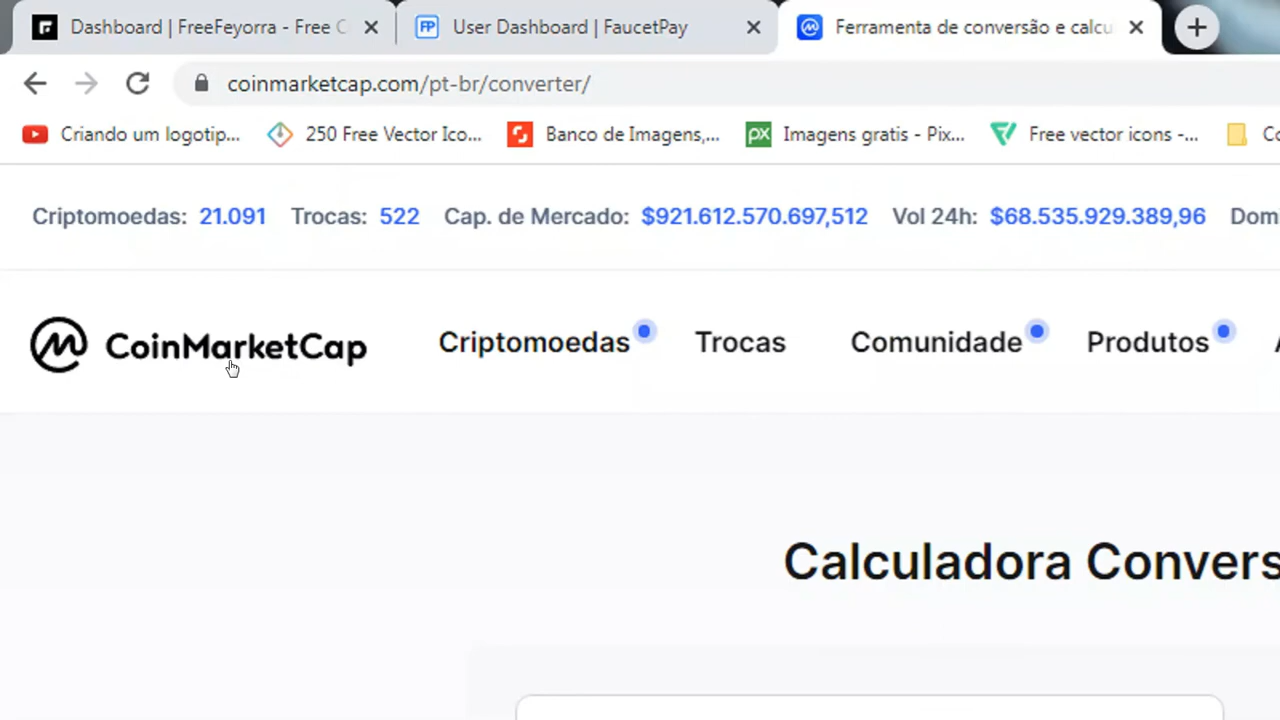 Dashboard | FreeFeyorra - Free C
User Dashboard | FaucetPay
Ferramenta de conversão e calcu
coinmarketcap.com/pt-br/converter/
Criando um logotip...
250 Free Vector Ico...
Banco de Imagens,...
Imagens gratis - Pix...
Free vector icons -...
Co
Criptomoedas: 21.091 Trocas: 522 Cap. de Mercado: $921.612.570.697,512 Vol 24h: $68.535.929.389,96 Dom
CoinMarketCap
Criptomoedas Trocas Comunidade Produtos
Calculadora Convers